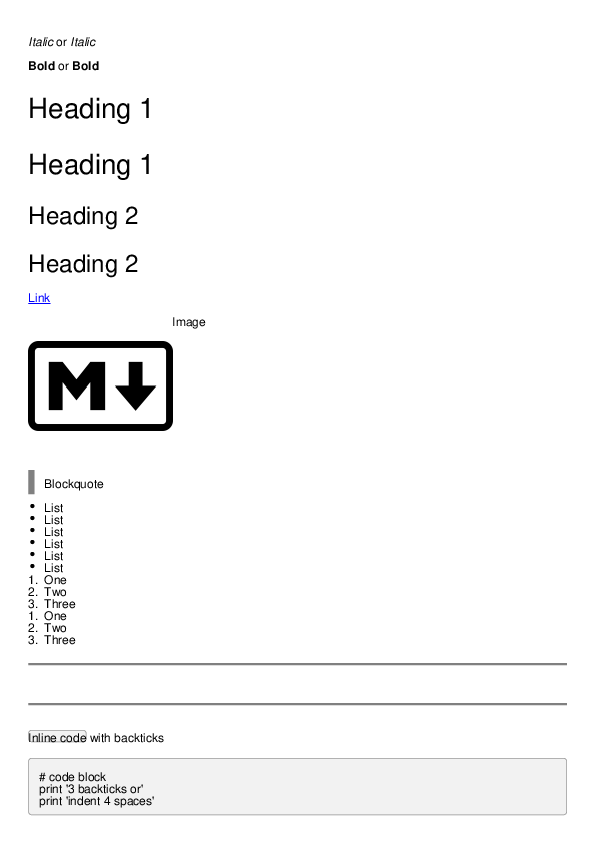 Italic or Italic
Bold or Bold
Heading 1
Heading 1
Heading 2
Heading 2
Link
Image
M
Blockquote
• List
• List
• List
• List
• List
• List
1. One
2. Two
3. Three
1. One
2. Two
3. Three
Inline code with backticks
# code block
print '3 backticks or'
print 'indent 4 spaces'